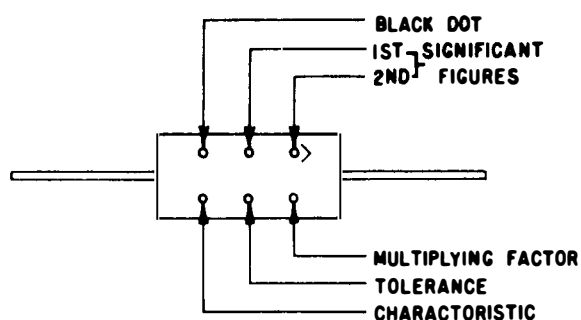 BLACK DOT
1ST SIGNIFICANT
2ND FIGURES
MULTIPLYING FACTOR
TOLERANCE
CHARACTORISTIC